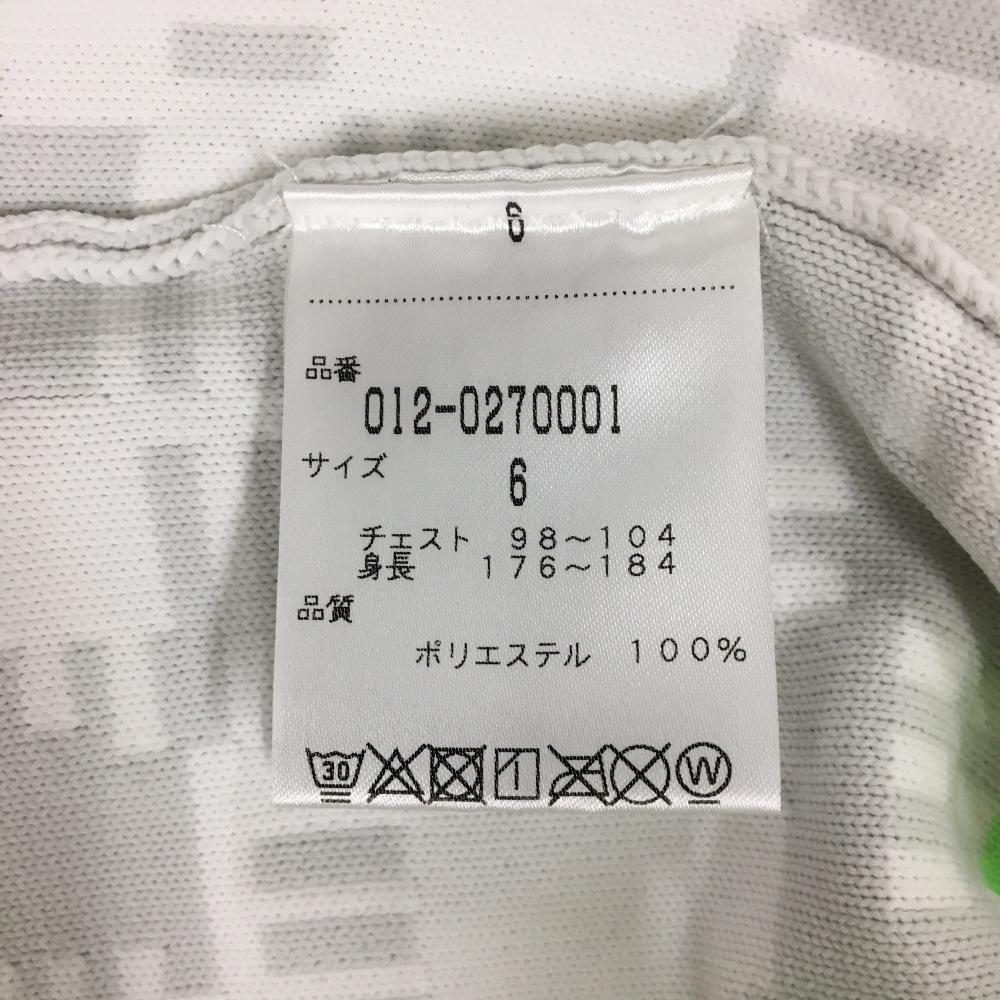 6
品番
012-0270001
サイズ
6
チェスト 98～104
身長 176～184
品質
ポリエステル 100%
30 W